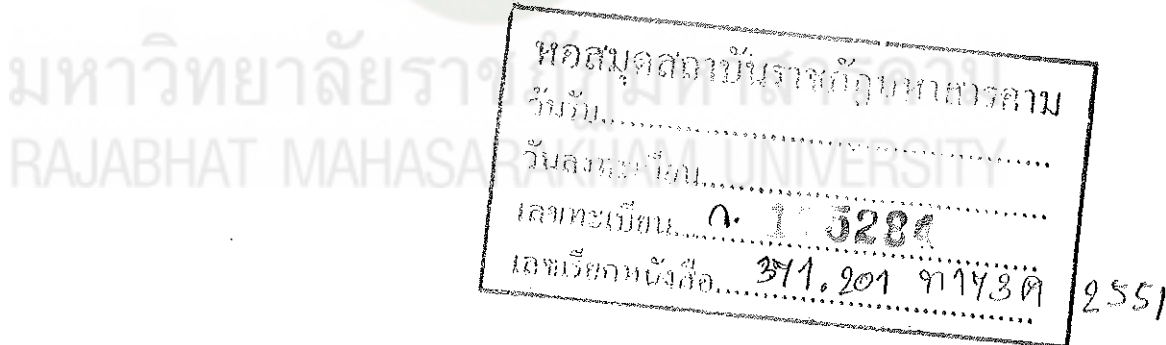 มหาวิทยาลัยราชภัฏมหาสารคาม
RAJABHAT MAHASARAKHAM UNIVERSITY
หอสมุดสถาบันราชภัฏมหาสารคาม
วันรับ
วันลงทะเบียน
เลขทะเบียน
เลขเรียกหนังสือ 371.201 2551